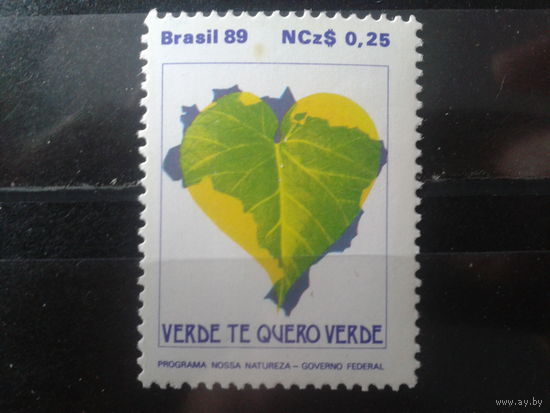 Brasil 89 NCz$ 0,25
VERDE TE QUERO VERDE
PROGRAMA NOSSA NATUREZA – GOVERNO FEDERAL
www.ay.by